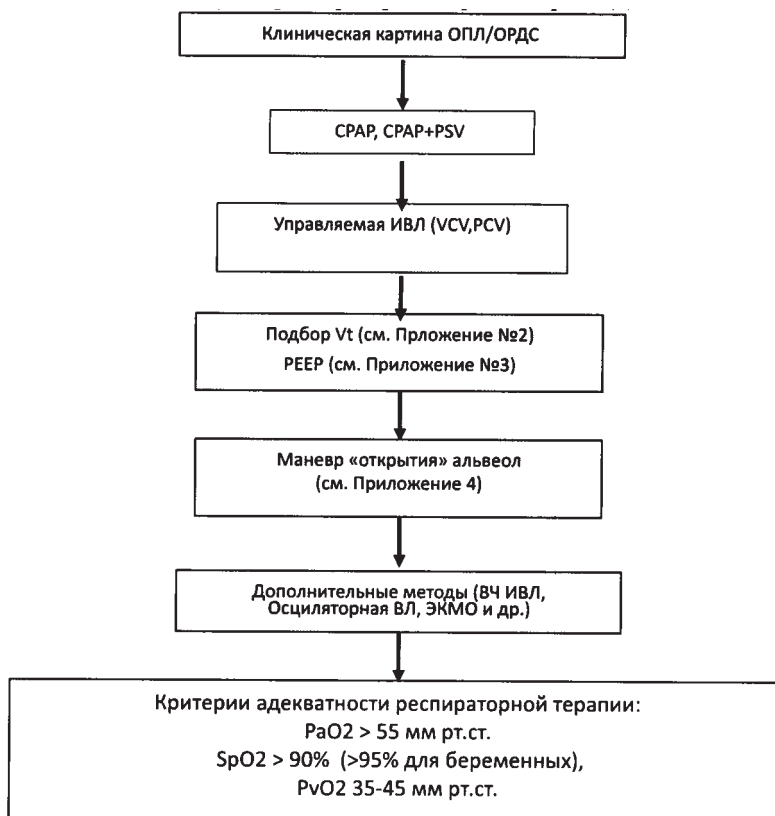 Клиническая картина ОПЛ/ОРДС
CPAP, CPAP+PSV
Управляемая ИВЛ (VCV,PCV)
Подбор Vt (см. Прложение №2)
PEEP (см. Приложение №3)
Маневр «открытия» альвеол
(см. Приложение 4)
Дополнительные методы (ВЧ ИВЛ,
Осциляторная ВЛ, ЭКМО и др.)
Критерии адекватности респираторной терапии:
PaO2 > 55 мм рт.ст.
SpO2 > 90% (>95% для беременных),
PvO2 35-45 мм рт.ст.